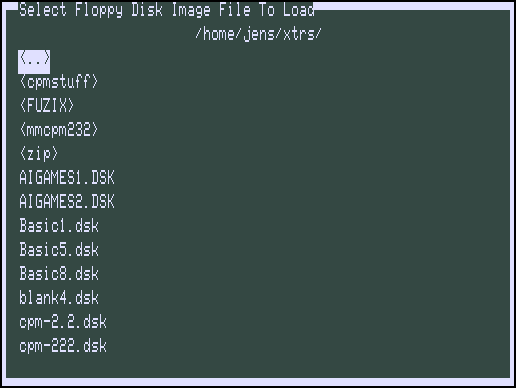 Select Floppy Disk Image File To Load
/home/jens/xtrs/
<..>
<cpmstuff>
<FUZIX>
<mmcpm232>
<zip>
AIGAMES1.DSK
AIGAMES2.DSK
Basic1.dsk
Basic5.dsk
Basic8.dsk
blank4.dsk
cpm-2.2.dsk
cpm-222.dsk